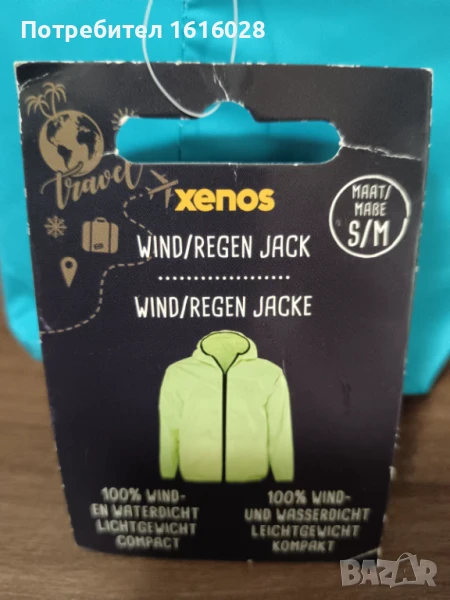 Потребител 1616028
travel
xenos
MAAT/
MAßE
S/M
WIND/REGEN JACK
WIND/REGEN JACKE
100% WIND-
EN WATERDICHT
LICHTGEWICHT
COMPACT
100% WIND-
UND WASSERDICHT
LEICHTGEWICHT
KOMPAKT
BAZAR